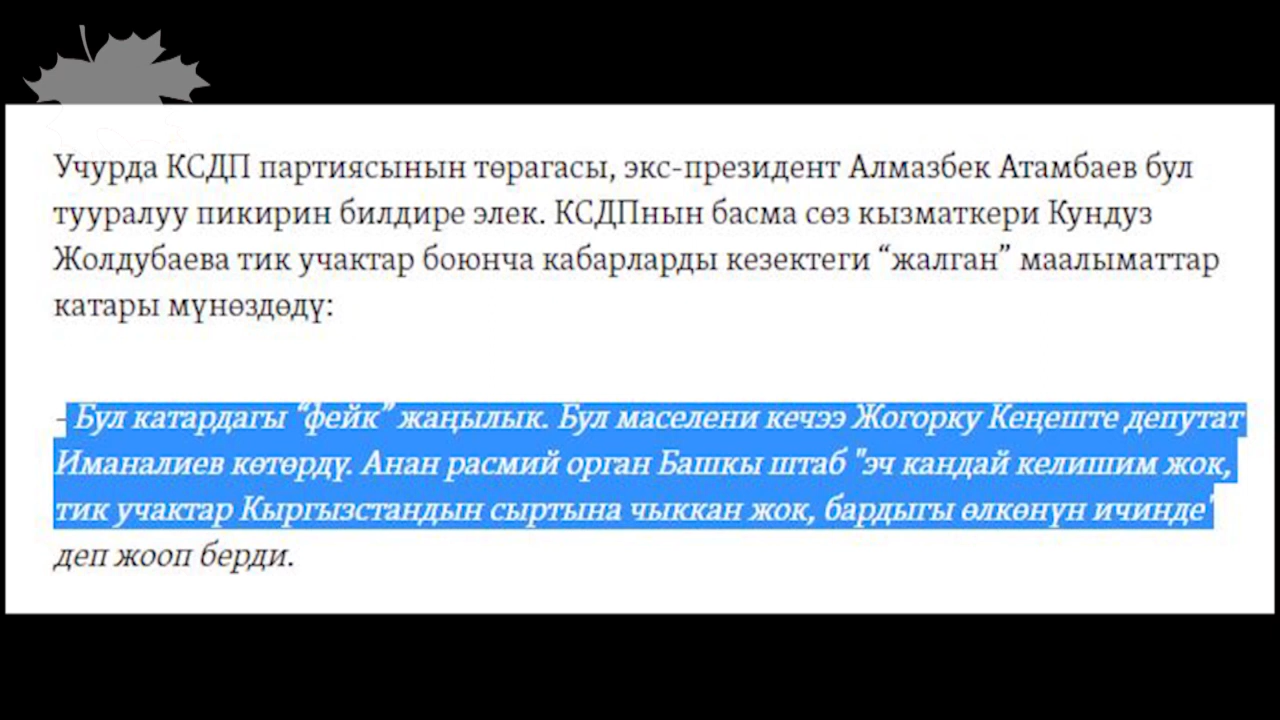 Учурда КСДП партиясынын төрагасы, экс-президент Алмазбек Атамбаев бул
тууралуу пикирин билдире элек. КСДПнын басма сөз кызматкери Кундуз
Жолдубаева тик учактар боюнча кабарларды кезектеги “жалган” маалыматтар
катары мүнөздөдү:
- Бул катардагы “фейк” жаңылык. Бул маселени кечээ Жогорку Кеңеште депутат
Иманалиев көтөрдү. Анан расмий орган Башкы штаб "эч кандай келишим жок,
тик учактар Кыргызстандын сыртына чыккан жок, бардыгы өлкөнүн ичинде"
деп жооп берди.